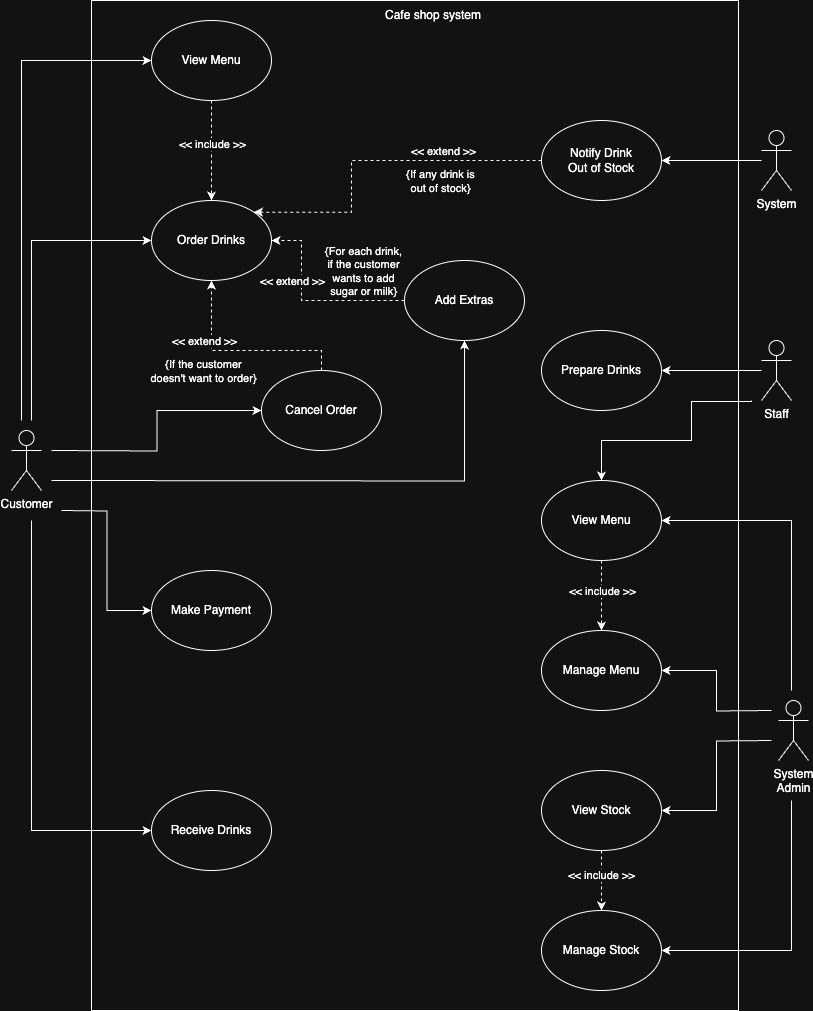 Cafe shop system
View Menu
<< include >>
<< extend >>
{If any drink is
out of stock}
Notify Drink
Out of Stock
System
Order Drinks
{For each drink,
if the customer
wants to add
sugar or milk}
<< extend >>
Add Extras
<< extend >>
{If the customer
doesn't want to order}
Cancel Order
Prepare Drinks
Staff
Customer
View Menu
<< include >>
Make Payment
Manage Menu
System
Admin
View Stock
Receive Drinks
<< include >>
Manage Stock